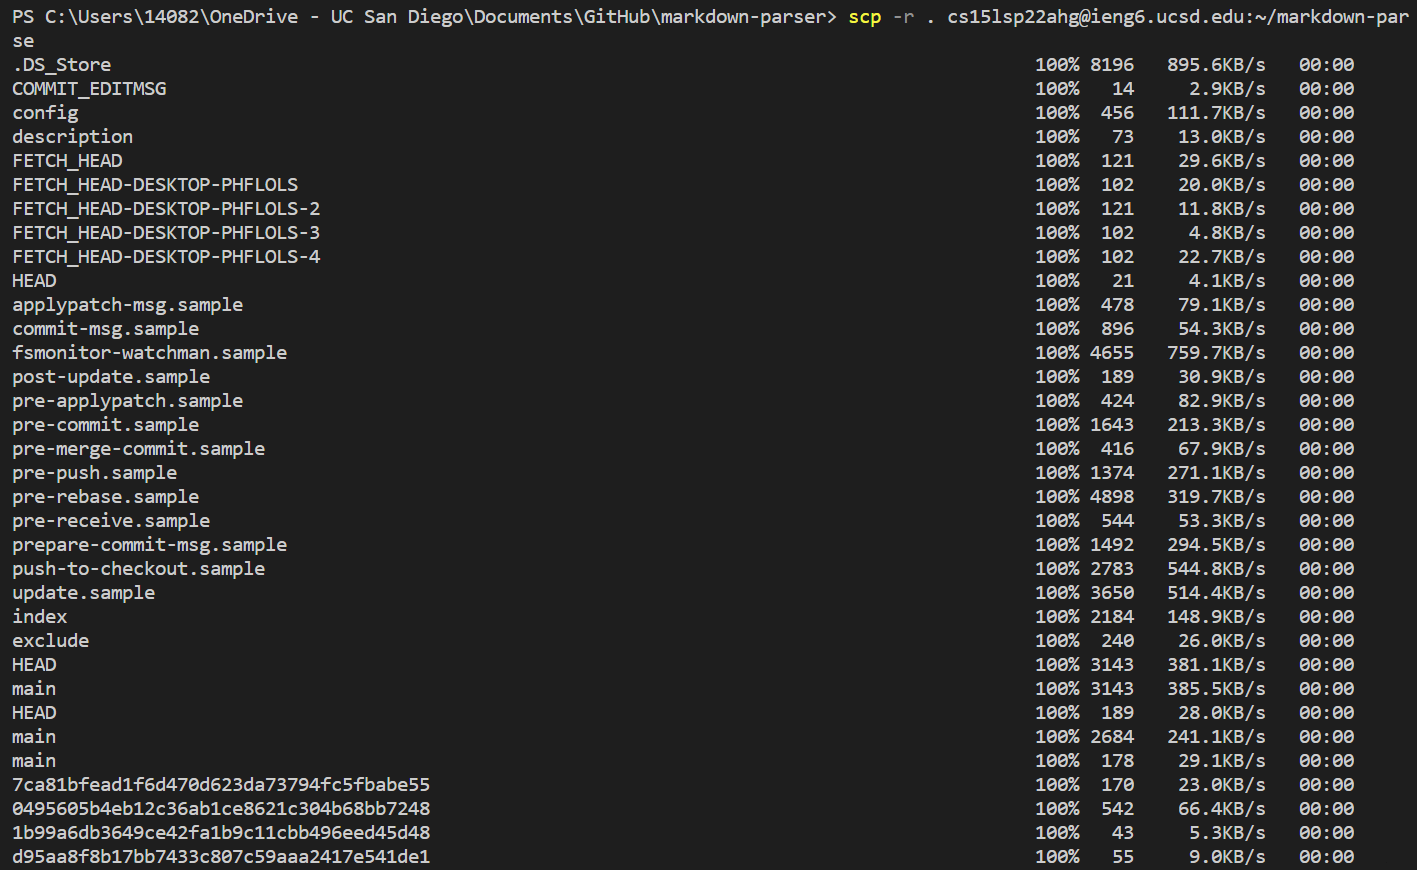 PS C:\Users\14082\OneDrive - UC San Diego\Documents\GitHub\markdown-parser> scp -r . cs15lsp22ahg@ieng6.ucsd.edu:~/markdown-par
se
.DS_Store 100% 8196 895.6KB/s 00:00
COMMIT_EDITMSG 100% 14 2.9KB/s 00:00
config 100% 456 111.7KB/s 00:00
description 100% 73 13.0KB/s 00:00
FETCH_HEAD 100% 121 29.6KB/s 00:00
FETCH_HEAD-DESKTOP-PHFLOLS 100% 102 20.0KB/s 00:00
FETCH_HEAD-DESKTOP-PHFLOLS-2 100% 121 11.8KB/s 00:00
FETCH_HEAD-DESKTOP-PHFLOLS-3 100% 102 4.8KB/s 00:00
FETCH_HEAD-DESKTOP-PHFLOLS-4 100% 102 22.7KB/s 00:00
HEAD 100% 21 4.1KB/s 00:00
applypatch-msg.sample 100% 478 79.1KB/s 00:00
commit-msg.sample 100% 896 54.3KB/s 00:00
fsmonitor-watchman.sample 100% 4655 759.7KB/s 00:00
post-update.sample 100% 189 30.9KB/s 00:00
pre-applypatch.sample 100% 424 82.9KB/s 00:00
pre-commit.sample 100% 1643 213.3KB/s 00:00
pre-merge-commit.sample 100% 416 67.9KB/s 00:00
pre-push.sample 100% 1374 271.1KB/s 00:00
pre-rebase.sample 100% 4898 319.7KB/s 00:00
pre-receive.sample 100% 544 53.3KB/s 00:00
prepare-commit-msg.sample 100% 1492 294.5KB/s 00:00
push-to-checkout.sample 100% 2783 544.8KB/s 00:00
update.sample 100% 3650 514.4KB/s 00:00
index 100% 2184 148.9KB/s 00:00
exclude 100% 240 26.0KB/s 00:00
HEAD 100% 3143 381.1KB/s 00:00
main 100% 3143 385.5KB/s 00:00
HEAD 100% 189 28.0KB/s 00:00
main 100% 2684 241.1KB/s 00:00
main 100% 178 29.1KB/s 00:00
7ca81bfead1f6d470d623da73794fc5fbabe55 100% 170 23.0KB/s 00:00
0495605b4eb12c36ab1ce8621c304b68bb7248 100% 542 66.4KB/s 00:00
1b99a6db3649ce42fa1b9c11cbb496eed45d48 100% 43 5.3KB/s 00:00
d95aa8f8b17bb7433c807c59aaa2417e541de1 100% 55 9.0KB/s 00:00